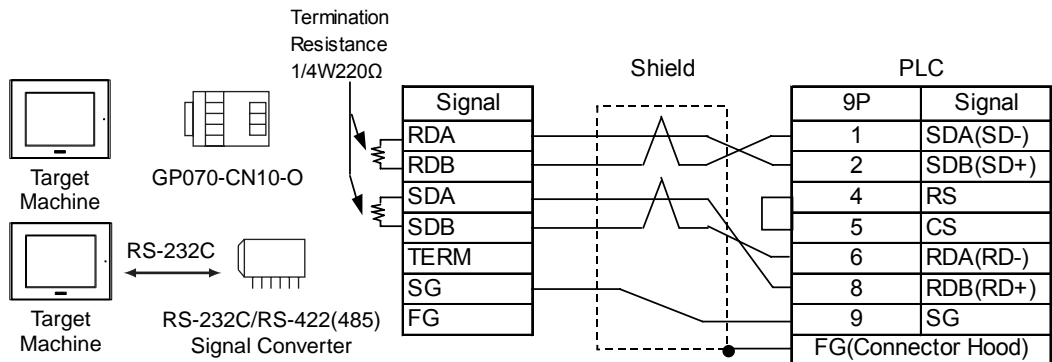 Termination
Resistance
1/4W220Ω
Shield
PLC
Target
Machine
GP070-CN10-O
Target
Machine
RS-232C
RS-232C/RS-422(485)
Signal Converter
Signal
RDA
RDB
SDA
SDB
TERM
SG
FG
9P Signal
1 SDA(SD-)
2 SDB(SD+)
4 RS
5 CS
6 RDA(RD-)
8 RDB(RD+)
9 SG
FG(Connector Hood)